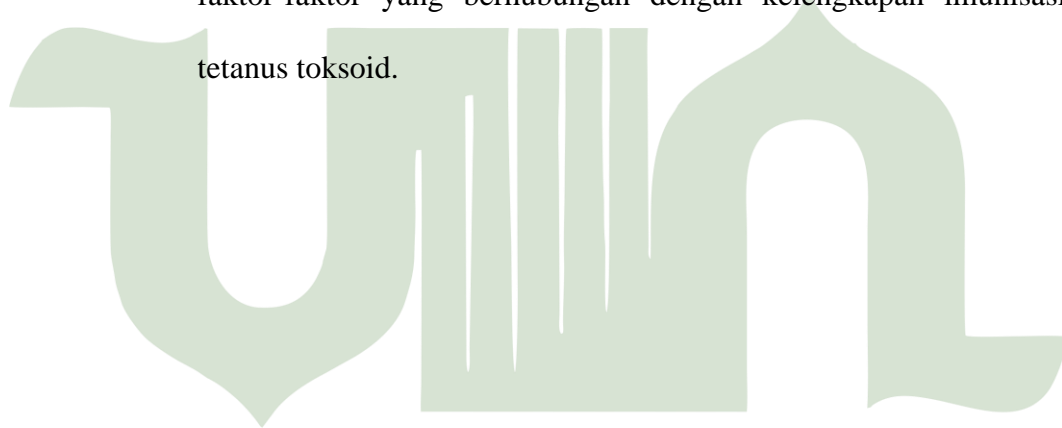 faktor-faktor yang berhubungan dengan kelengkapan imunisasi
tetanus toksoid.